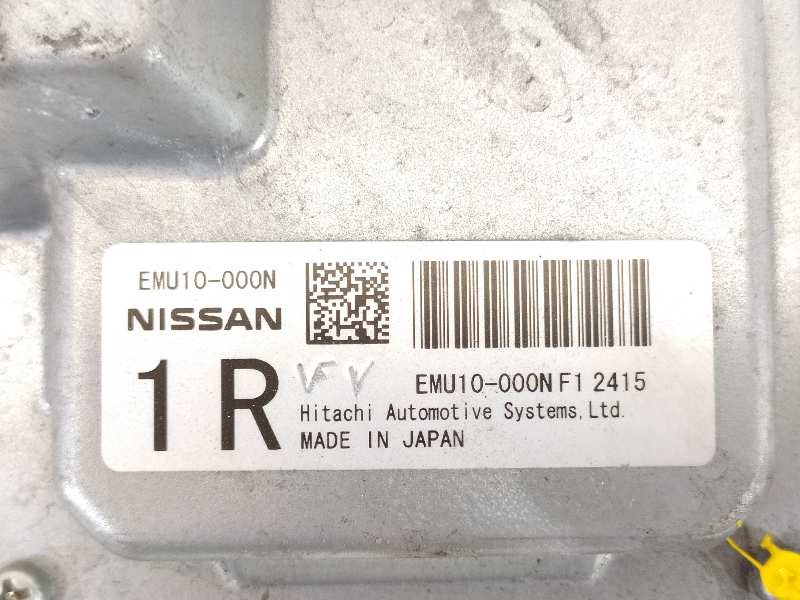 EMU10-000N
NISSAN
1R
EMU10-000N F1 2415
Hitachi Automotive Systems, Ltd.
MADE IN JAPAN